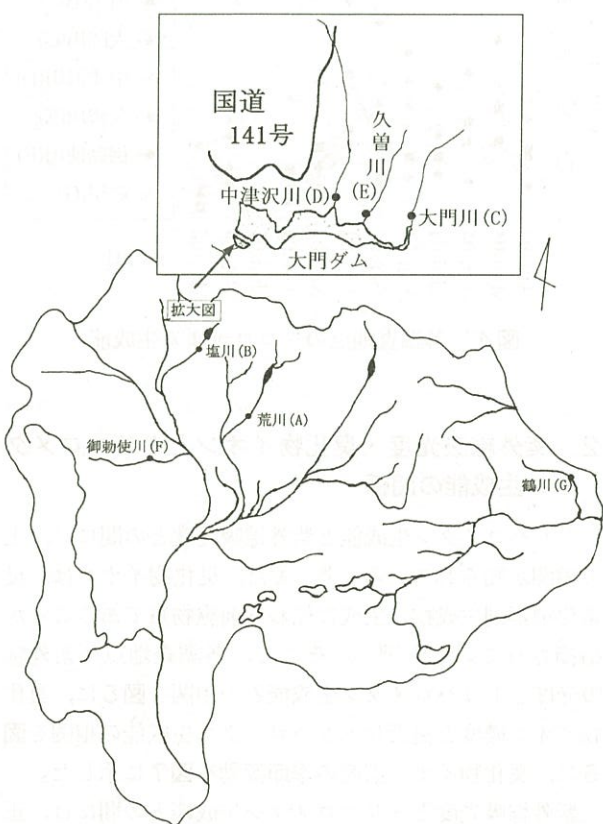 国道
141号
久曽川
(E)
中津沢川(D)
大門川(C)
大門ダム
拡大図
塩川(B)
荒川(A)
御勅使川(F)
鶴川(G)